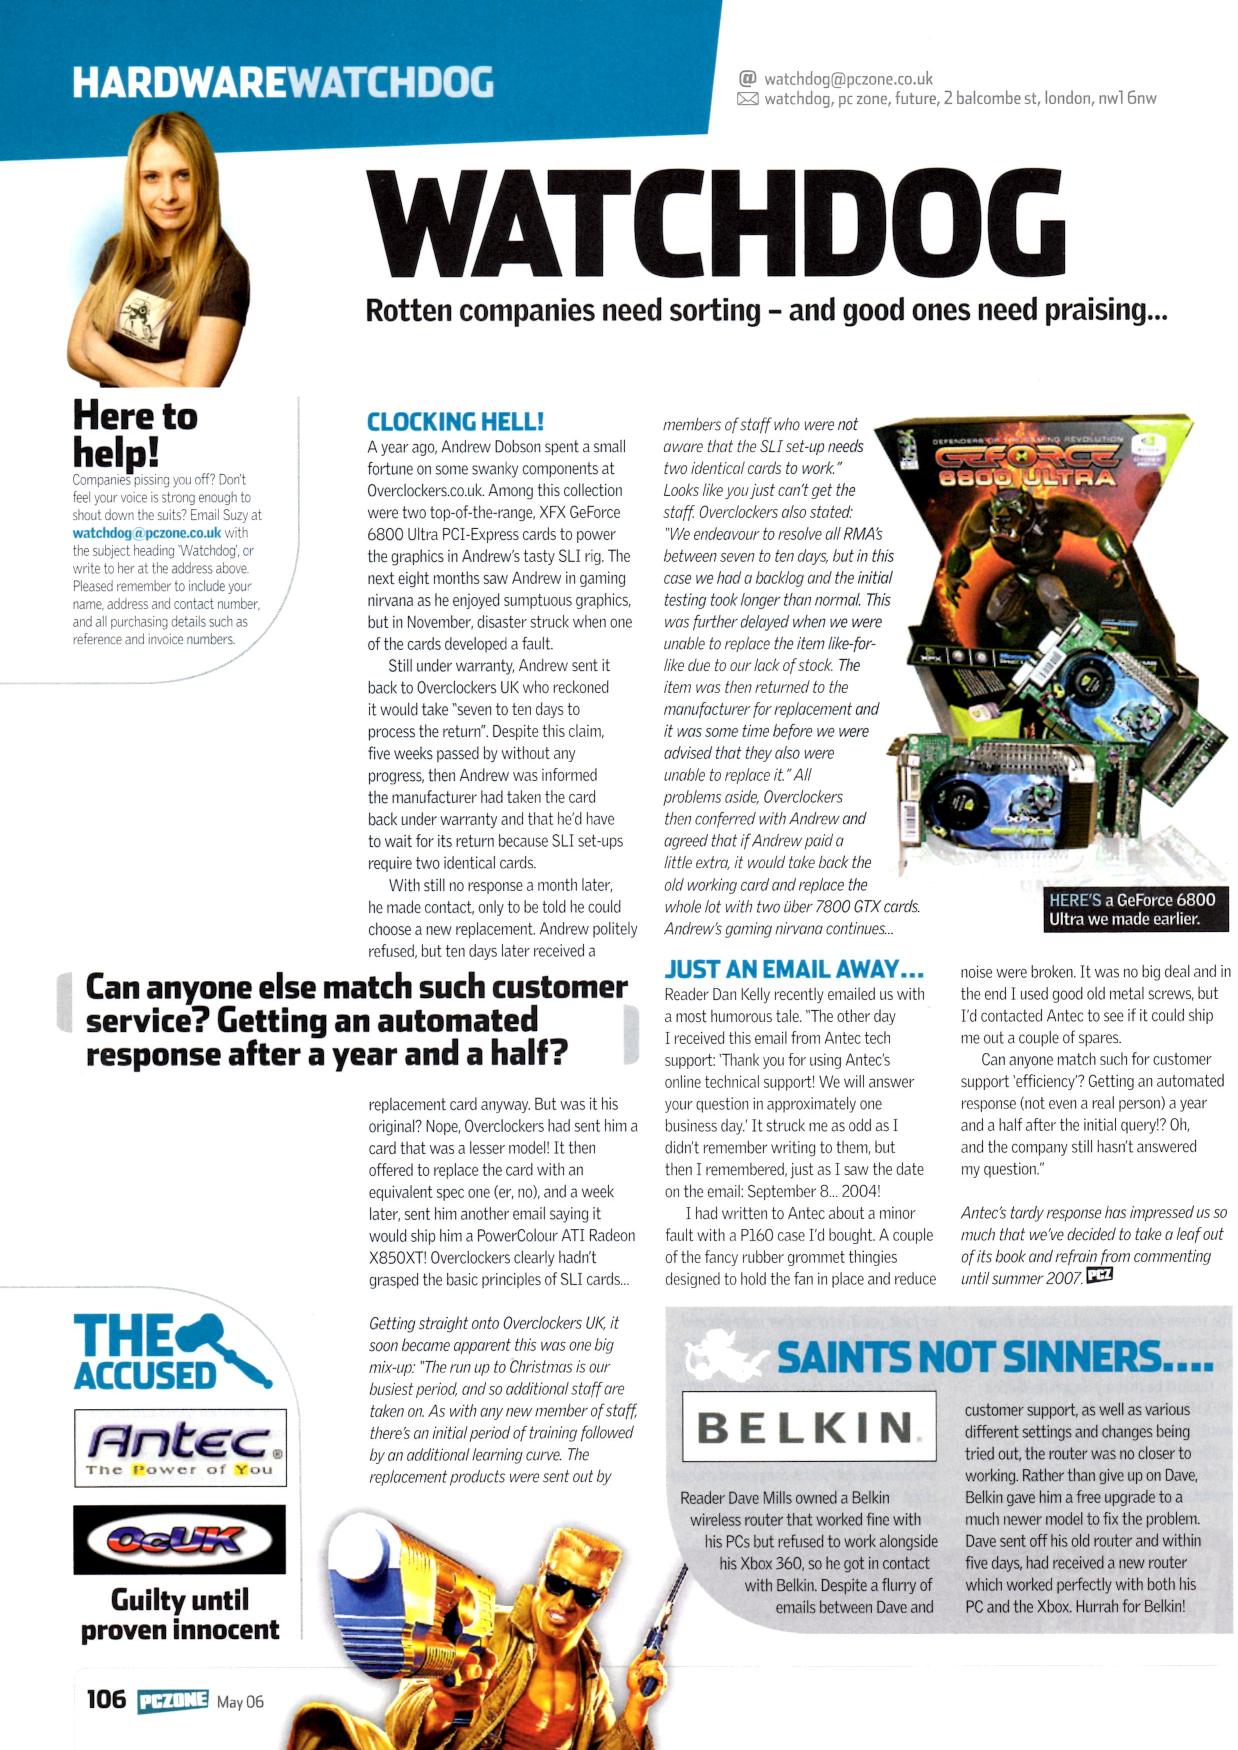 HARDWAREWATCHDOG
@ watchdog@pczone.co.uk
watchdog, pc zone, future, 2 balcombe st, london, nw1 6nw
WATCHDOG
Rotten companies need sorting – and good ones need praising...
Here to
help!
Companies pissing you off? Don't
feel your voice is strong enough to
shout down the suits? Email Suzy at
watchdog@pczone.co.uk with
the subject heading 'Watchdog', or
write to her at the address above.
Pleased remember to include your
name, address and contact number,
and all purchasing details such as
reference and invoice numbers.
CLOCKING HELL!
A year ago, Andrew Dobson spent a small
fortune on some swanky components at
Overclockers.co.uk. Among this collection
were two top-of-the-range, XFX GeForce
6800 Ultra PCI-Express cards to power
the graphics in Andrew's tasty SLI rig. The
next eight months saw Andrew in gaming
nirvana as he enjoyed sumptuous graphics,
but in November, disaster struck when one
of the cards developed a fault.
Still under warranty, Andrew sent it
back to Overclockers UK who reckoned
it would take "seven to ten days to
process the return". Despite this claim,
five weeks passed by without any
progress, then Andrew was informed
the manufacturer had taken the card
back under warranty and that he'd have
to wait for its return because SLI set-ups
require two identical cards.
With still no response a month later,
he made contact, only to be told he could
choose a new replacement. Andrew politely
refused, but ten days later received a
Can anyone else match such customer
service? Getting an automated
response after a year and a half?
replacement card anyway. But was it his
original? Nope, Overclockers had sent him a
card that was a lesser model! It then
offered to replace the card with an
equivalent spec one (er, no), and a week
later, sent him another email saying it
would ship him a PowerColour ATI Radeon
X850XT! Overclockers clearly hadn't
grasped the basic principles of SLI cards...
Getting straight onto Overclockers UK, it
soon became apparent this was one big
mix-up: "The run up to Christmas is our
busiest period, and so additional staff are
taken on. As with any new member of staff,
there's an initial period of training followed
by an additional learning curve. The
replacement products were sent out by
members of staff who were not
aware that the SLI set-up needs
two identical cards to work."
Looks like you just can't get the
staff. Overclockers also stated:
"We endeavour to resolve all RMA's
between seven to ten days, but in this
case we had a backlog and the initial
testing took longer than normal. This
was further delayed when we were
unable to replace the item like-for-
like due to our lack of stock. The
item was then returned to the
manufacturer for replacement and
it was some time before we were
advised that they also were
unable to replace it." All
problems aside, Overclockers
then conferred with Andrew and
agreed that if Andrew paid a
little extra, it would take back the
old working card and replace the
whole lot with two über 7800 GTX cards.
Andrew's gaming nirvana continues...
DEFENDERS OF THE GAMING REVOLUTION
GEFORCE
6800 ULTRA
XFX
HERE'S a GeForce 6800
Ultra we made earlier.
JUST AN EMAIL AWAY...
Reader Dan Kelly recently emailed us with
a most humorous tale. "The other day
I received this email from Antec tech
support: 'Thank you for using Antec's
online technical support! We will answer
your question in approximately one
business day.' It struck me as odd as I
didn't remember writing to them, but
then I remembered, just as I saw the date
on the email: September 8... 2004!
I had written to Antec about a minor
fault with a P160 case I'd bought. A couple
of the fancy rubber grommet thingies
designed to hold the fan in place and reduce
noise were broken. It was no big deal and in
the end I used good old metal screws, but
I'd contacted Antec to see if it could ship
me out a couple of spares.
Can anyone match such for customer
support 'efficiency'? Getting an automated
response (not even a real person) a year
and a half after the initial query!? Oh,
and the company still hasn't answered
my question."
Antec's tardy response has impressed us so
much that we've decided to take a leaf out
of its book and refrain from commenting
until summer 2007. PCZ
THE
ACCUSED
Antec®
The Power of You
OcUK
Guilty until
proven innocent
SAINTS NOT SINNERS....
BELKIN.
Reader Dave Mills owned a Belkin
wireless router that worked fine with
his PCs but refused to work alongside
his Xbox 360, so he got in contact
with Belkin. Despite a flurry of
emails between Dave and
customer support, as well as various
different settings and changes being
tried out, the router was no closer to
working. Rather than give up on Dave,
Belkin gave him a free upgrade to a
much newer model to fix the problem.
Dave sent off his old router and within
five days, had received a new router
which worked perfectly with both his
PC and the Xbox. Hurrah for Belkin!
106 PCZONE May 06